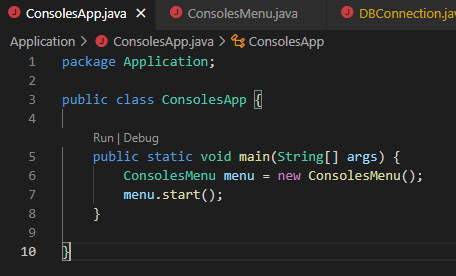 ConsolesApp.java ConsolesMenu.java DBConnection.jav
Application > ConsolesApp.java > ConsolesApp
1 package Application;
2
3 public class ConsolesApp {
4
Run | Debug
5 public static void main(String[] args) {
6 ConsolesMenu menu = new ConsolesMenu();
7 menu.start();
8 }
9
10 }